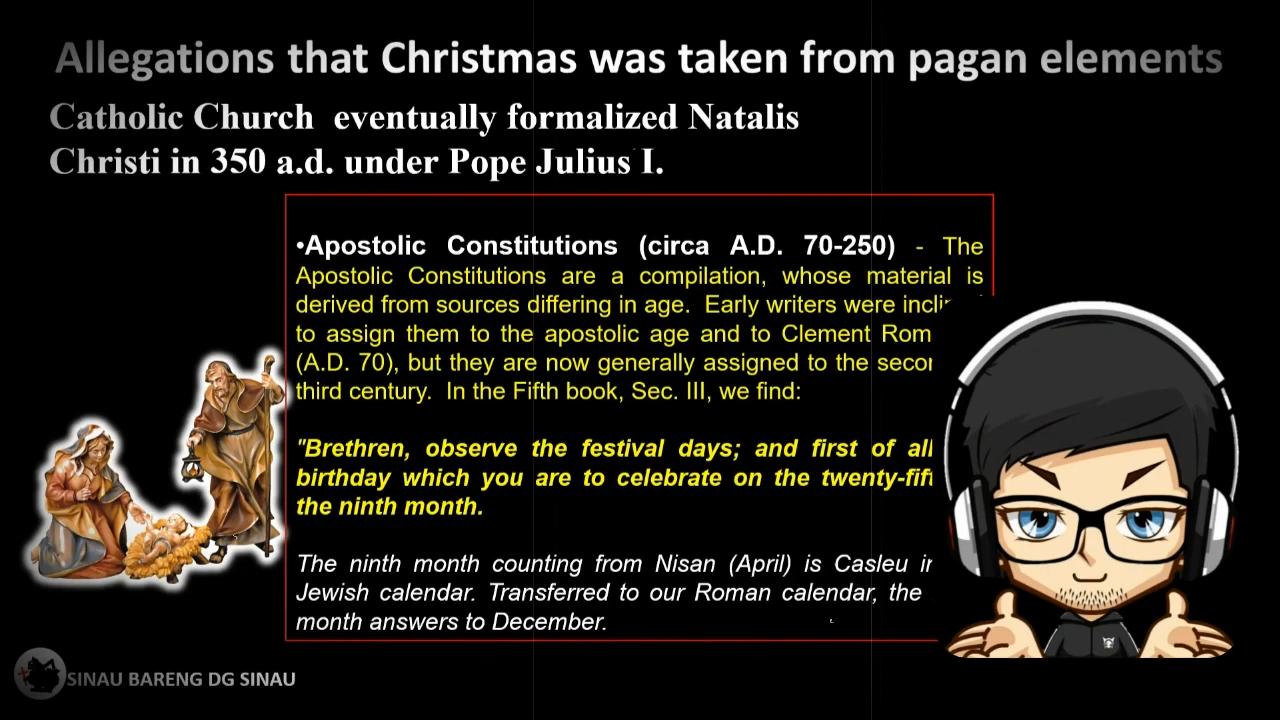 Allegations that Christmas was taken from pagan elements
Catholic Church eventually formalized Natalis
Christi in 350 a.d. under Pope Julius I.
•Apostolic Constitutions (circa A.D. 70-250) - The
Apostolic Constitutions are a compilation, whose material is
derived from sources differing in age. Early writers were
to assign them to the apostolic age and to Clement Rom
(A.D. 70), but they are now generally assigned to the
third century. In the Fifth book, Sec. III, we find:
"Brethren, observe the festival days; and first of all
birthday which you are to celebrate on the
the ninth month.
The ninth month counting from Nisan (April) is Casleu
Jewish calendar. Transferred to our Roman calendar, the
month answers to December.
SINAU BARENG DG SINAU